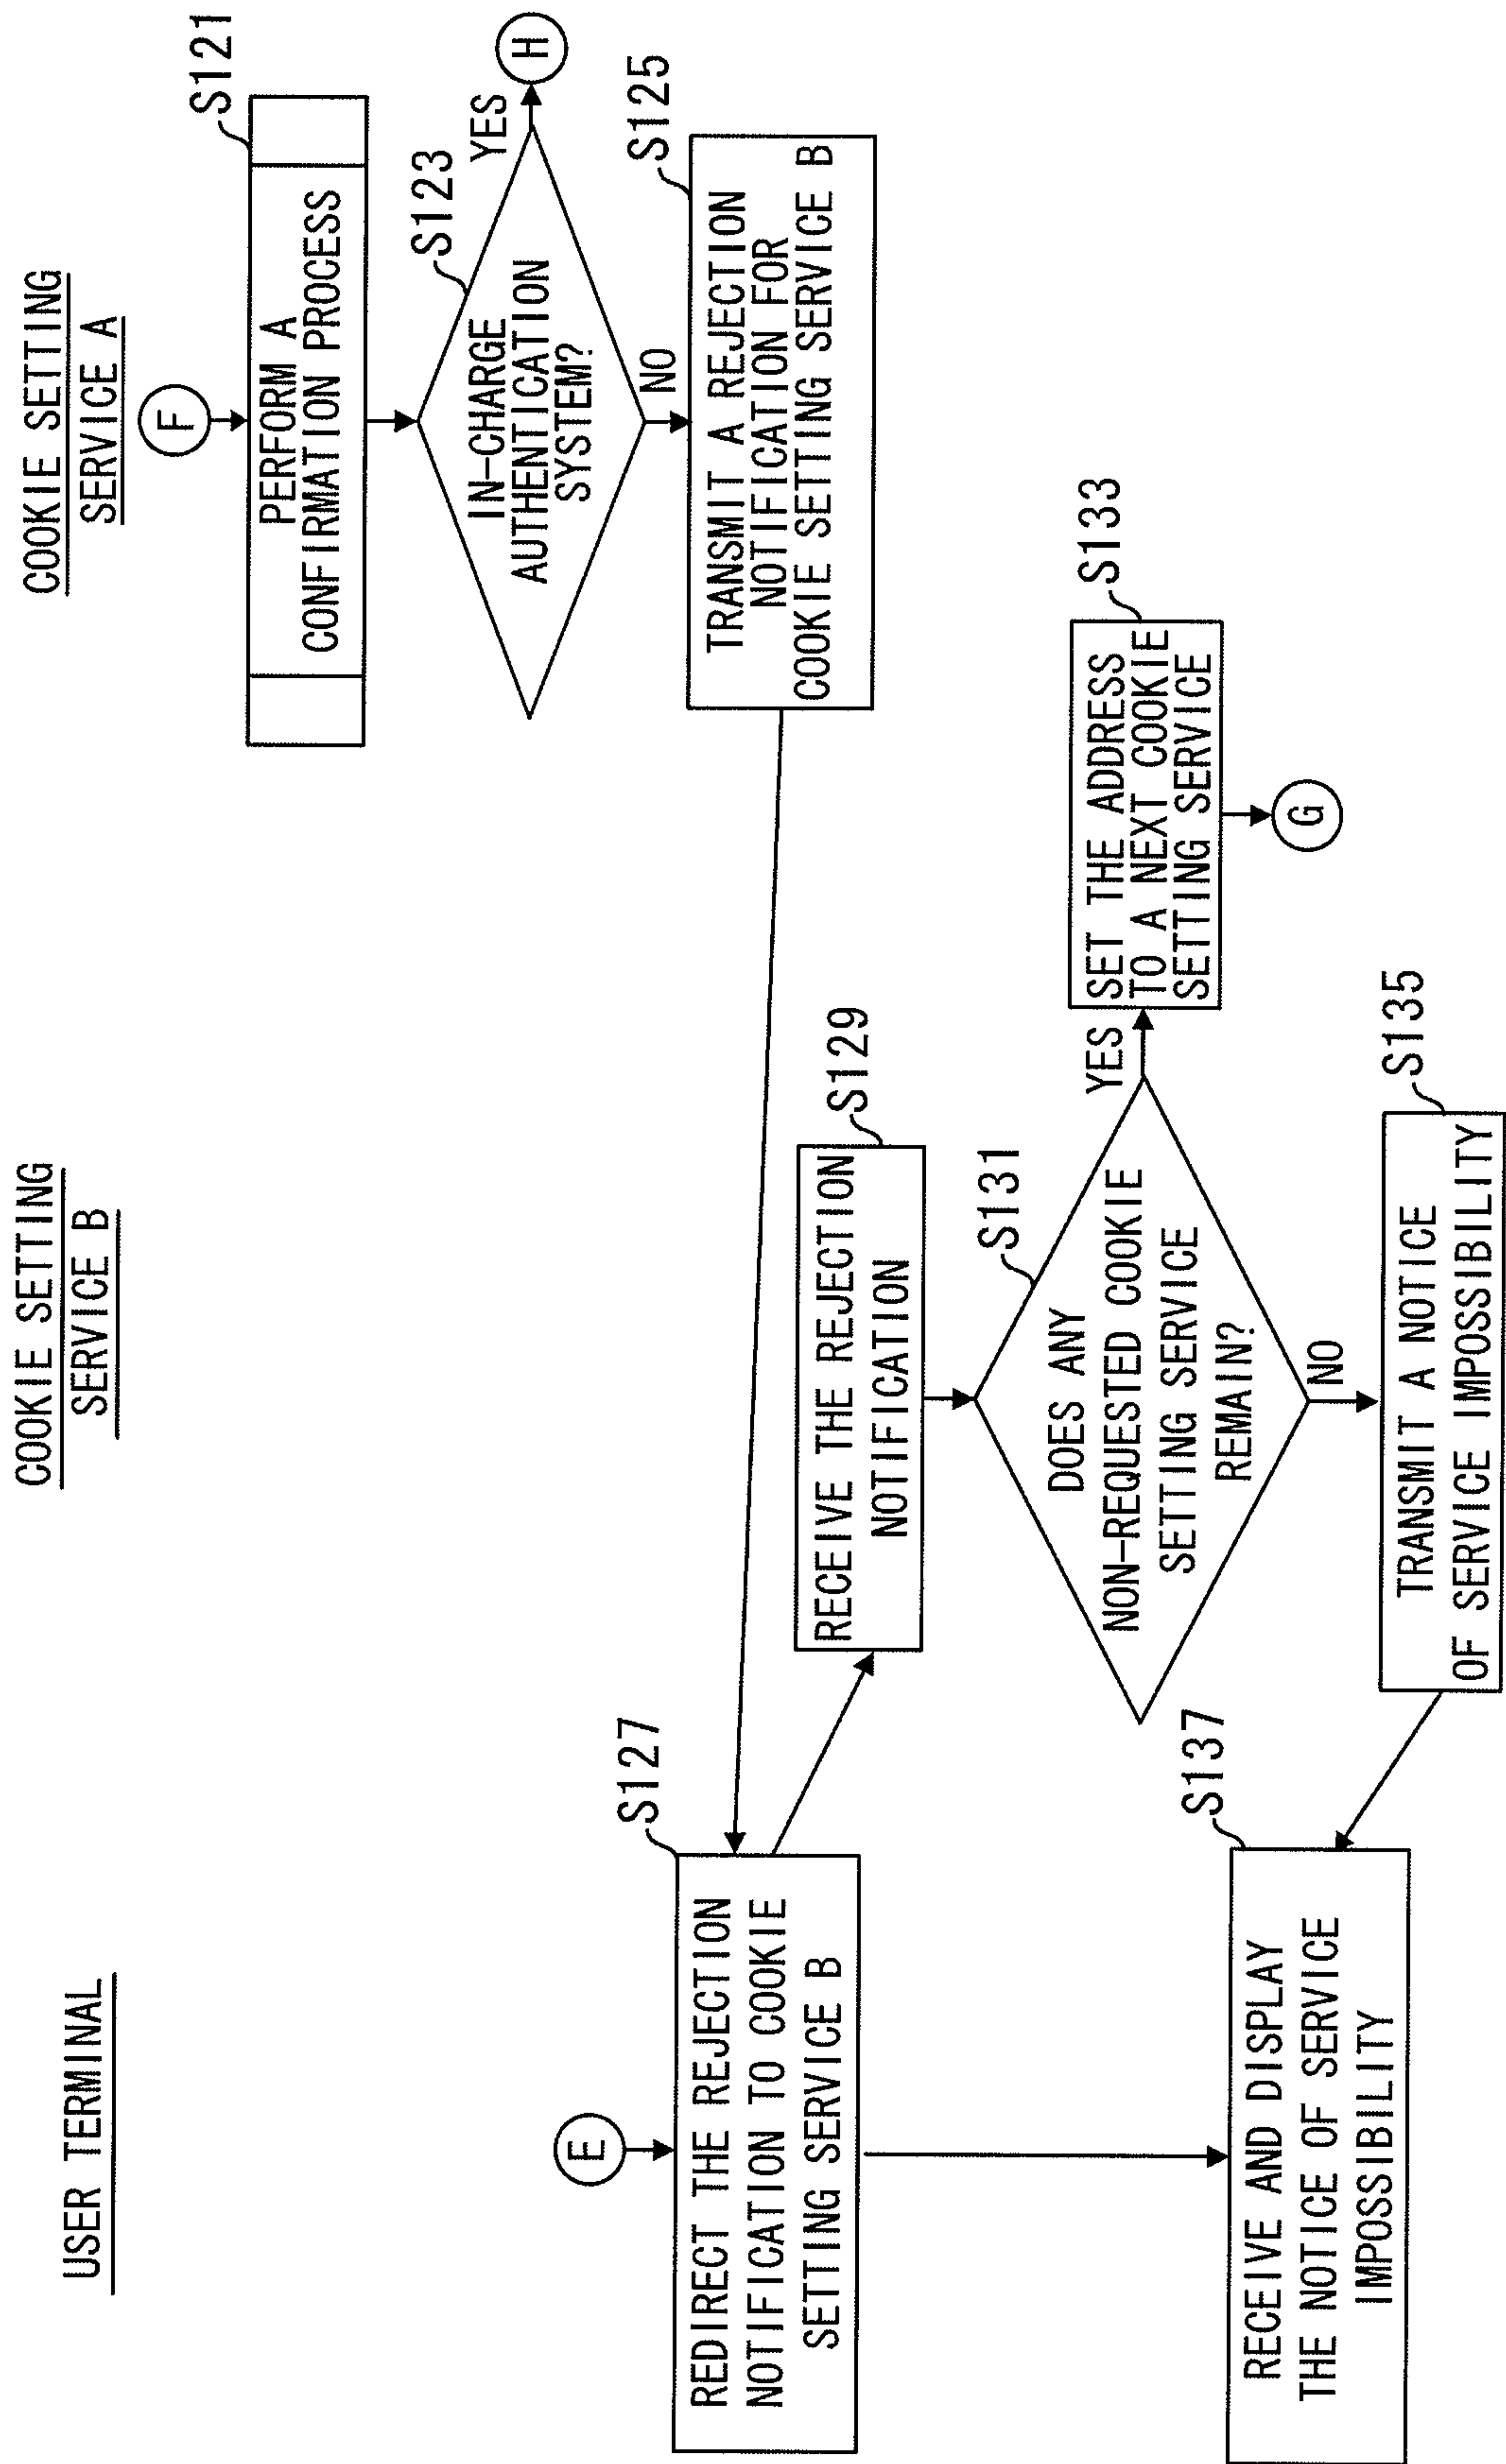 USER TERMINAL
COOKIE SETTING
SERVICE B
COOKIE SETTING
SERVICE A
F
S121
PERFORM A
CONFIRMATION PROCESS
S123
IN-CHARGE
AUTHENTICATION
SYSTEM?
YES
H
NO
S125
TRANSMIT A REJECTION
NOTIFICATION FOR
COOKIE SETTING SERVICE B
E
S127
REDIRECT THE REJECTION
NOTIFICATION TO COOKIE
SETTING SERVICE B
S129
RECEIVE THE REJECTION
NOTIFICATION
S131
DOES ANY
NON-REQUESTED COOKIE
SETTING SERVICE
REMAIN?
YES
S133
SET THE ADDRESS
TO A NEXT COOKIE
SETTING SERVICE
G
NO
S135
TRANSMIT A NOTICE
OF SERVICE IMPOSSIBILITY
S137
RECEIVE AND DISPLAY
THE NOTICE OF SERVICE
IMPOSSIBILITY